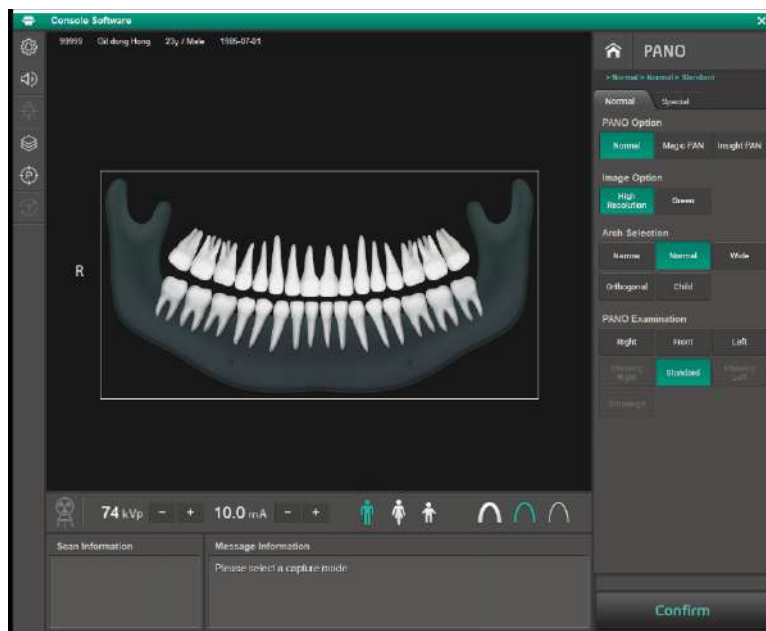 Console Software
99999 Gil dong Hong 23y / Male 1985-07-01
PANO
> Normal > Normal > Standard
Normal Special
PANO Option
Normal Magic PAN Insight PAN
Image Option
High Resolution Green
Arch Selection
Narrow Normal Wide
Orthogonal Child
PANO Examination
Right Front Left
Standard
R
74 kVp - + 10.0 mA - +
Scan Information
Message Information
Please select a capture mode
Confirm